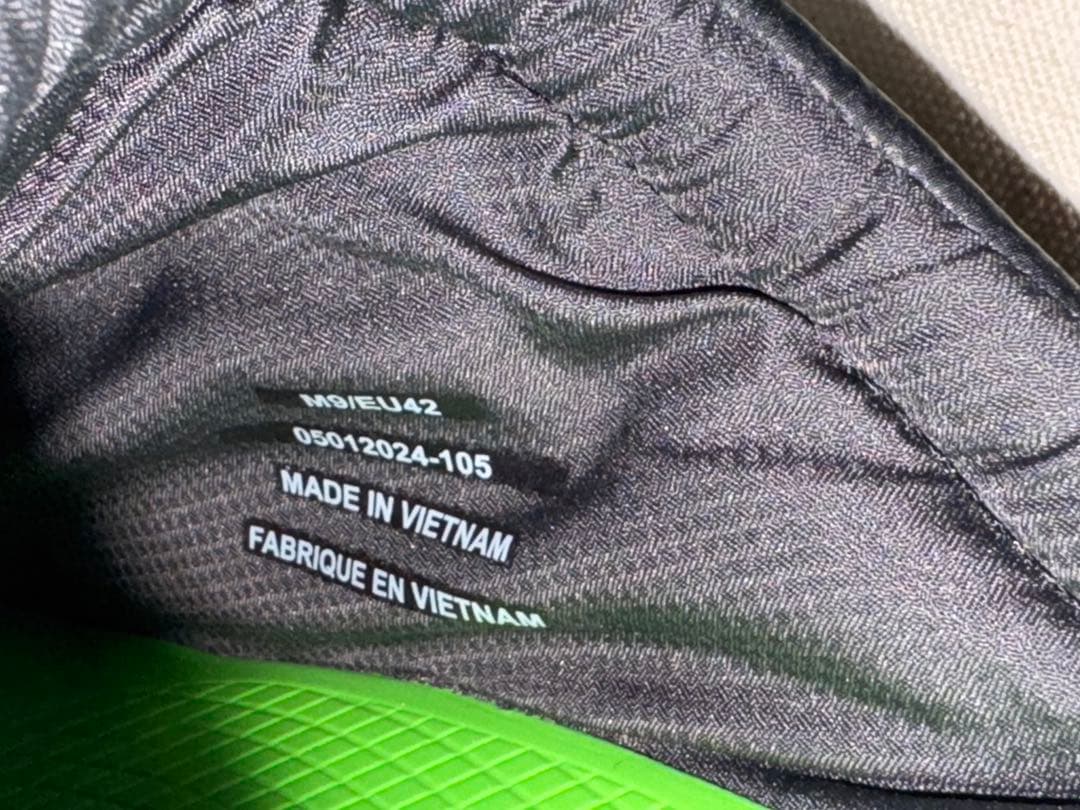 M9/EU42
05012024-105
MADE IN VIETNAM
FABRIQUE EN VIETNAM